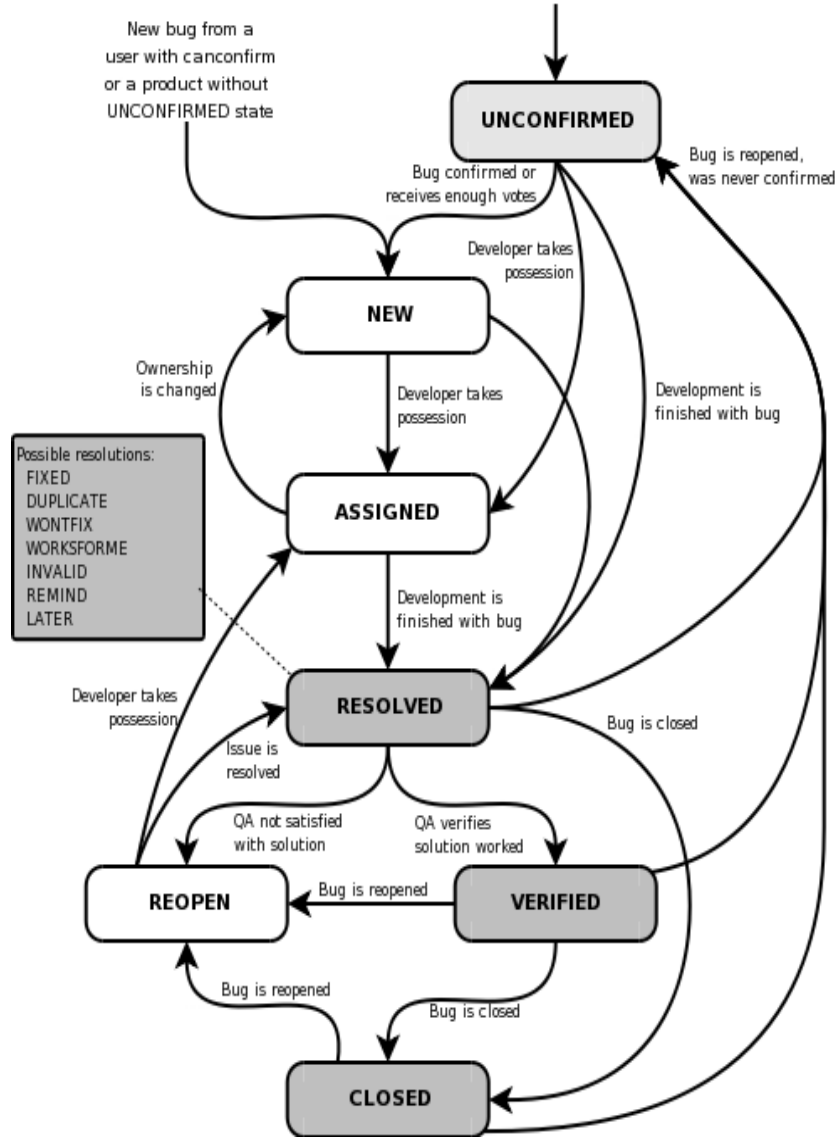 New bug from a
user with canconfirm
or a product without
UNCONFIRMED state
UNCONFIRMED
Bug is reopened,
was never confirmed
Bug confirmed or
receives enough votes
Developer takes
possession
NEW
Ownership
is changed
Developer takes
possession
Development is
finished with bug
Possible resolutions:
FIXED
DUPLICATE
WONTFIX
WORKSFORME
INVALID
REMIND
LATER
ASSIGNED
Development is
finished with bug
RESOLVED
Developer takes
possession
Bug is closed
Issue is
resolved
QA not satisfied
with solution
QA verifies
solution worked
REOPEN
Bug is reopened
VERIFIED
Bug is reopened
Bug is closed
CLOSED